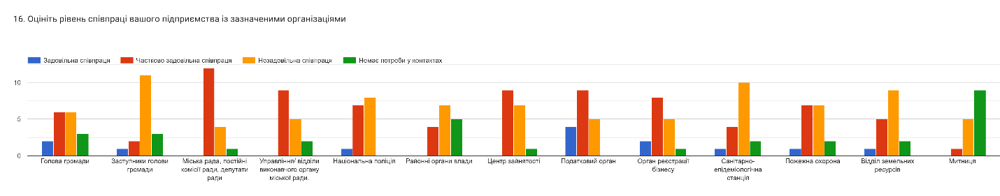 16. Оцініть рівень співпраці вашого підприємства із зазначеними організаціями
Задовільна співпраця
Частково задовільна співпраця
Незадовільна співпраця
Немає потреби у контактах
10
5
0
Голова громади
Заступники голови
громади
Міська рада, постійні
комісії ради, депутати
ради
Управління/ відділи
виконавчого органу
міської ради.
Національна поліція
Районні органи влади
Центр зайнятості
Податковий орган
Орган реєстрації
бізнесу
Санітарно-
епідеміологічна
станція
Пожежна охорона
Відділ земельних
ресурсів
Митниця